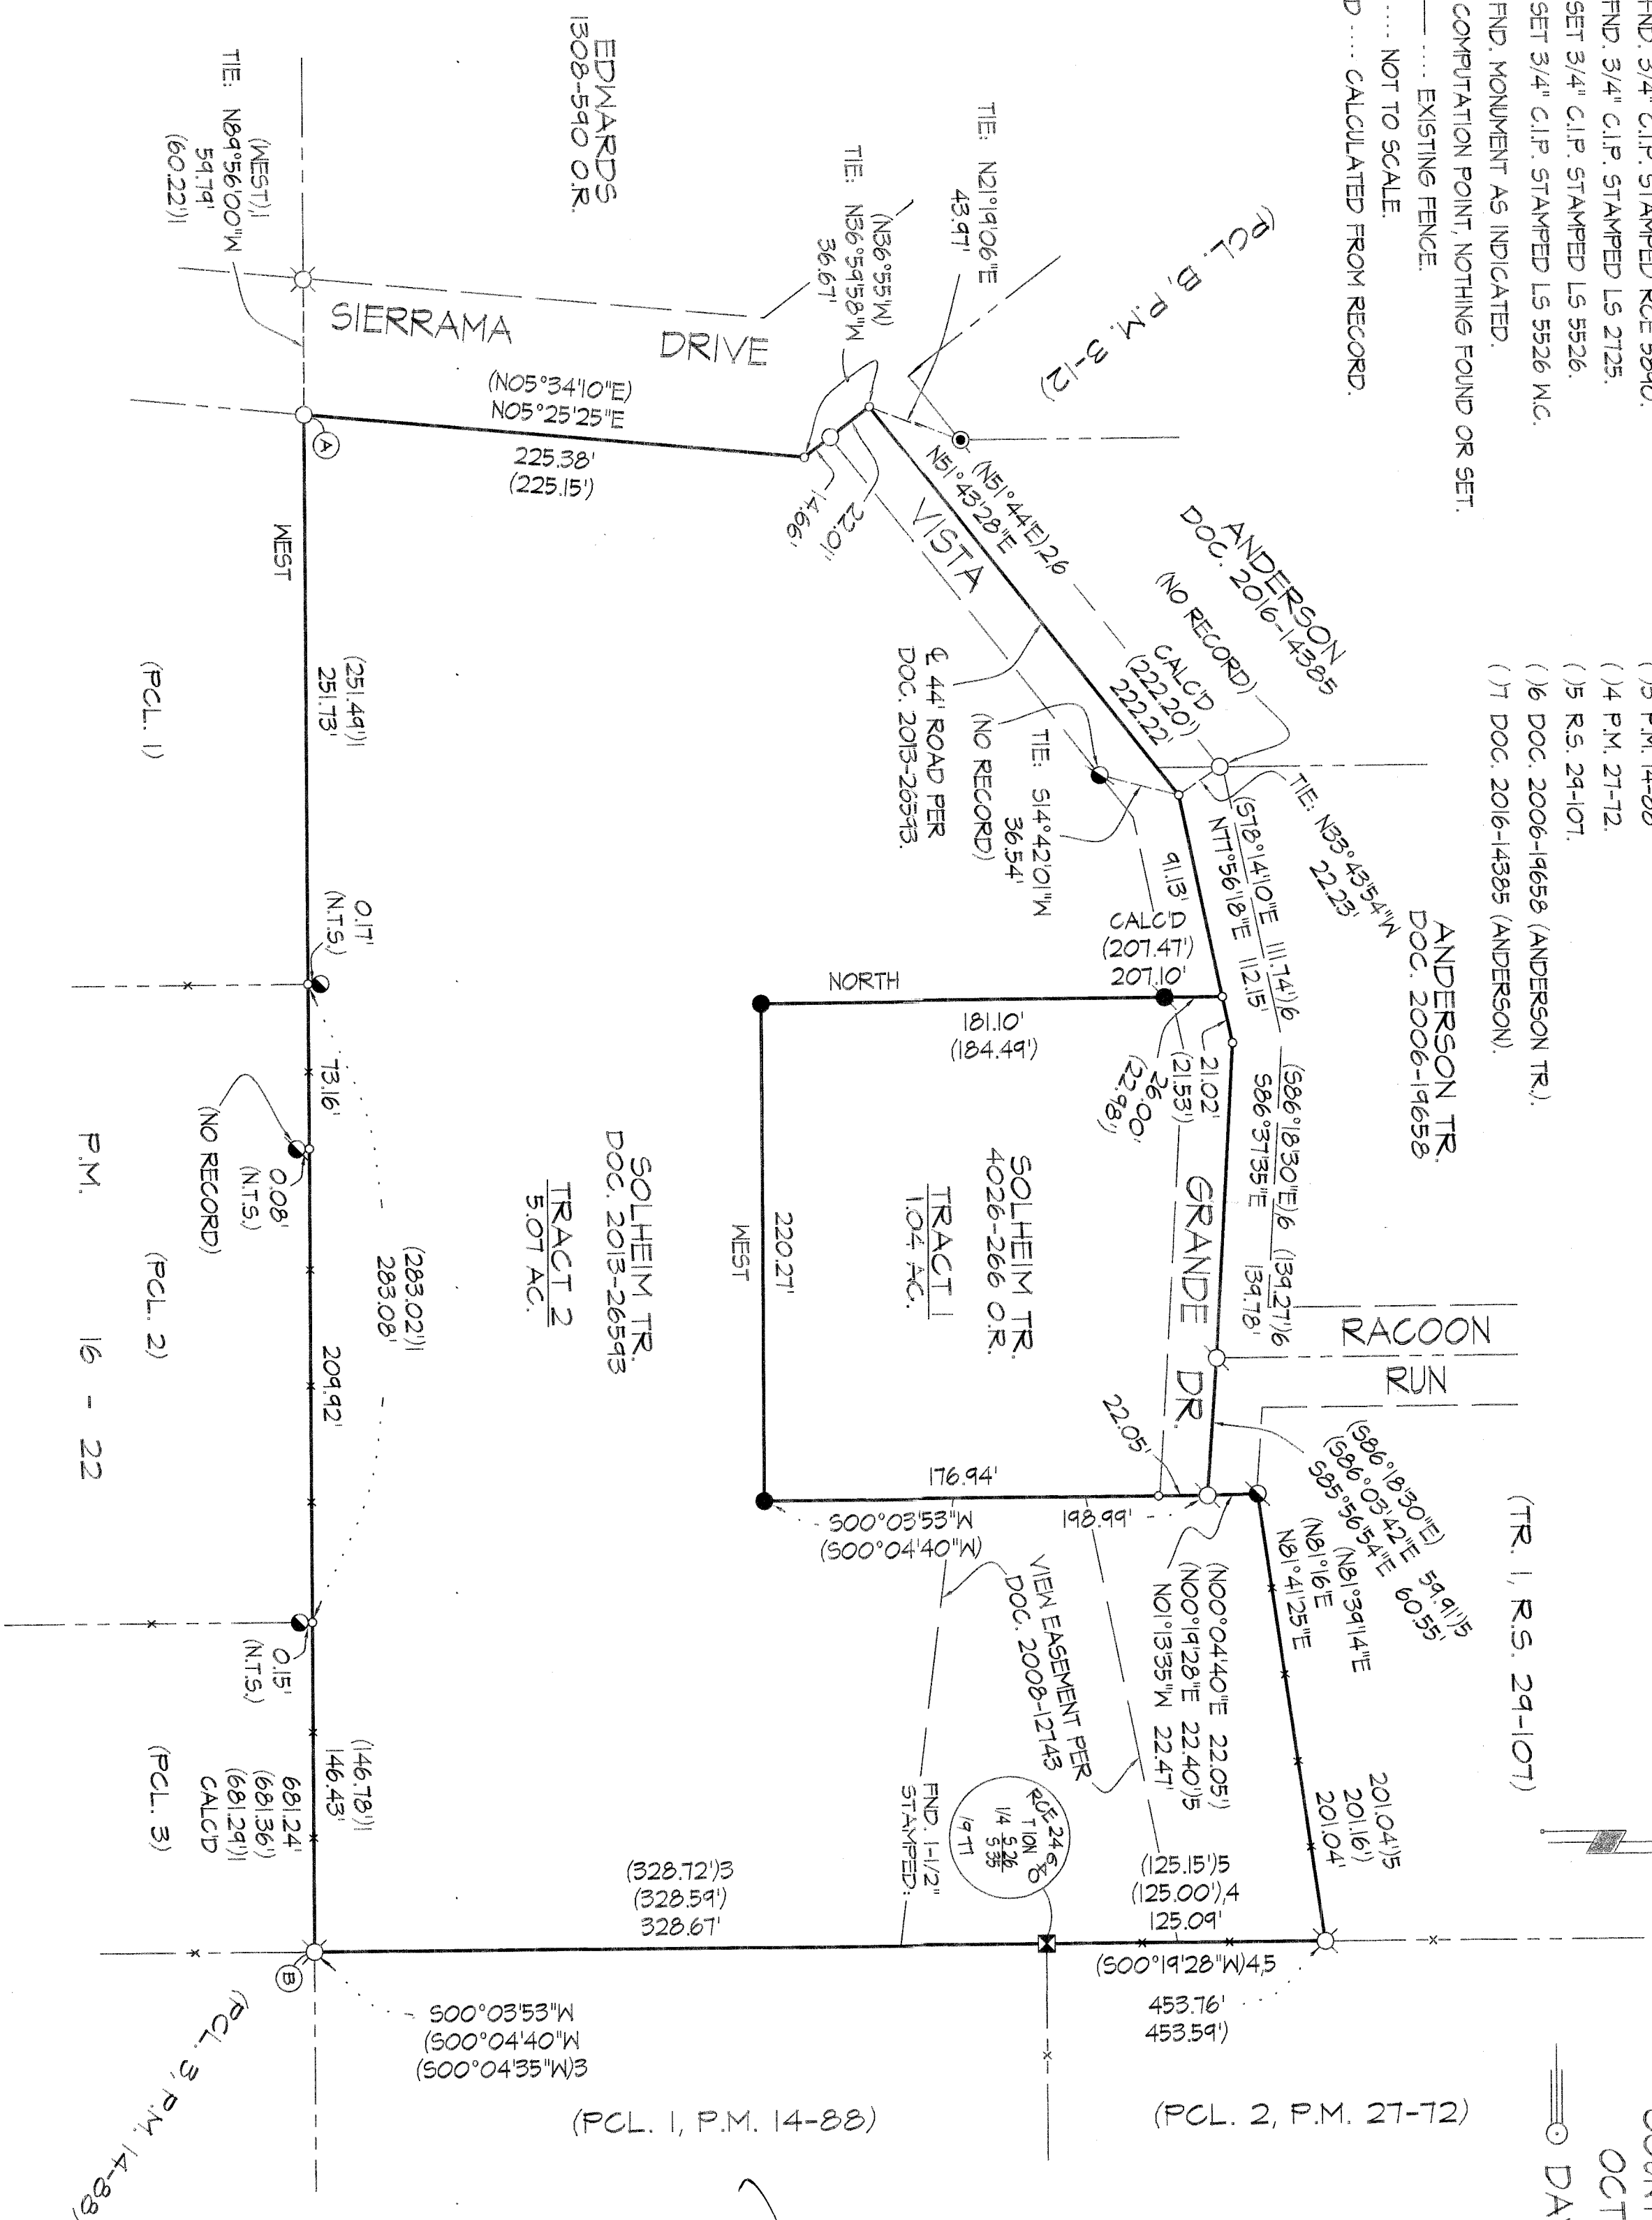 FND. 3/4" C.I.P. STAMPED LS 2725.
SET 3/4" C.I.P. STAMPED LS 5526.
SET 3/4" C.I.P. STAMPED LS 5526 W.C.
FND. MONUMENT AS INDICATED.
COMPUTATION POINT, NOTHING FOUND OR SET.
.... EXISTING FENCE.
.... NOT TO SCALE.
D .... CALCULATED FROM RECORD.
( )4 P.M. 27-72.
( )5 R.S. 29-107.
( )6 DOC. 2006-19658 (ANDERSON TR.).
( )7 DOC. 2016-14385 (ANDERSON).
OCT
DA
(TR. 1, R.S. 29-107)
ANDERSON TR.
DOC. 2006-19658
ANDERSON
DOC. 2016-14385
(NO RECORD)
(PCL. B, P.M. 3-12)
TIE: N21°19'06"E
43.97'
(N36°55'W)
TIE: N36°59'58"W
36.67'
EDWARDS
1308-590 O.R.
(WEST)1
TIE: N89°56'00"W
59.79'
(60.22')1
SIERRAMA
DRIVE
(N05°34'10"E)
N05°25'25"E
225.38'
(225.15')
A
22.01'
14.66'
(N51°44'E)2,6
N51°43'28"E
CALC'D
(222.20')
222.22'
VISTA
℄ 44' ROAD PER
DOC. 2013-26593.
TIE: S14°42'01"W
36.54'
(NO RECORD)
TIE: N33°43'54"W
22.23'
(S78°14'10"E 111.74')6
N77°56'18"E 112.15'
91.13'
21.02'
(21.53')
CALC'D
(207.47')
207.10'
26.00'
(22.98')
NORTH
181.10'
(184.49')
(S86°18'30"E)6 (139.27')6
S86°37'35"E 139.78'
GRANDE DR.
RACOON
RUN
SOLHEIM TR.
4026-266 O.R.
TRACT 1
1.04 AC.
220.27'
WEST
SOLHEIM TR.
DOC. 2013-26593
TRACT 2
5.07 AC.
22.05'
176.94'
198.99'
S00°03'53"W
(S00°04'40"W)
(S86°18'30"E)
(S86°03'42"E 59.91')5
S85°56'54"E 60.55'
(N81°39'14"E
(N81°16'E
N81°41'25"E
201.04')5
201.16')
201.04'
(N00°04'40"E 22.05')
(N00°19'28"E 22.40')5
N01°13'35"W 22.47'
VIEW EASEMENT PER
DOC. 2008-12743
FND. 1-1/2"
STAMPED:
1/4 S 26
S 35
1977
(125.15')5
(125.00')4
125.09'
(S00°19'28"W)4,5
453.76'
453.59')
(328.72')3
(328.59')
328.67'
S00°03'53"W
(S00°04'40"W
(S00°04'35"W)3
B
WEST
(251.49')1
251.73'
0.17'
(N.T.S.)
73.16'
0.08'
(N.T.S.)
(NO RECORD)
(283.02')1
283.08'
209.92'
0.15'
(N.T.S.)
(146.78')1
146.43'
681.24'
(681.36')
(681.29')1
CALC'D
(PCL. 1)
(PCL. 2)
(PCL. 3)
P.M. 16 - 22
(PCL. 1, P.M. 14-88)
(PCL. 2, P.M. 27-72)
(PCL. 3, P.M. 14-88)